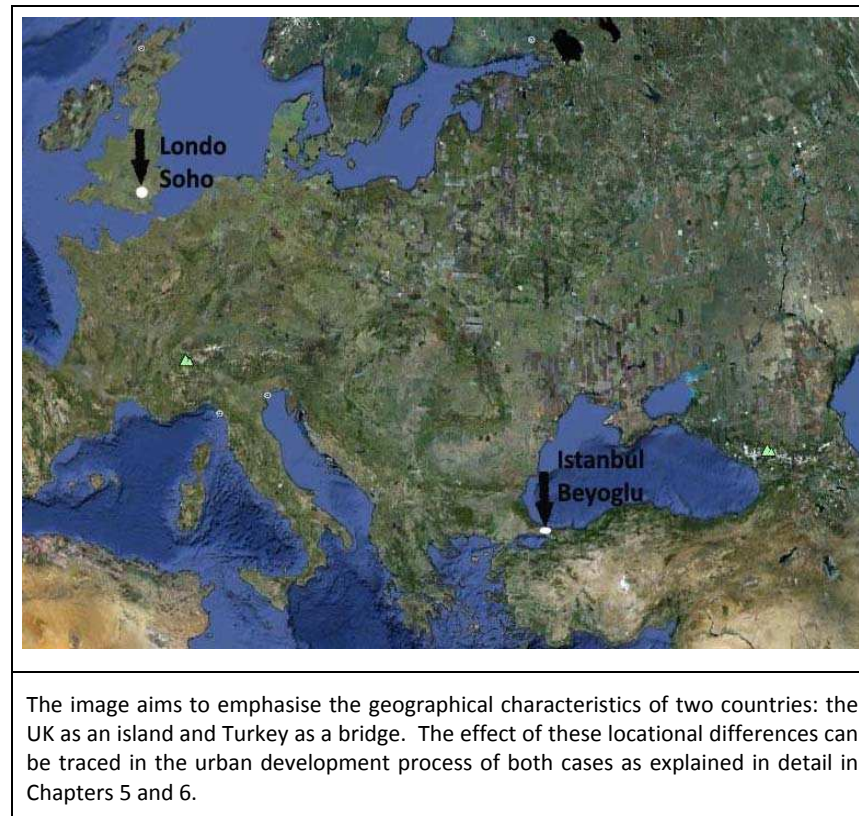 Londo
Soho
Istanbul
Beyoglu
The image aims to emphasise the geographical characteristics of two countries: the
UK as an island and Turkey as a bridge. The effect of these locational differences can
be traced in the urban development process of both cases as explained in detail in
Chapters 5 and 6.